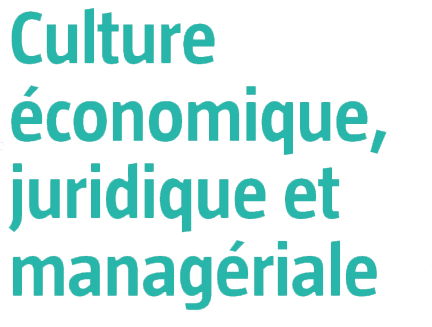 Culture
économique,
juridique et
managériale